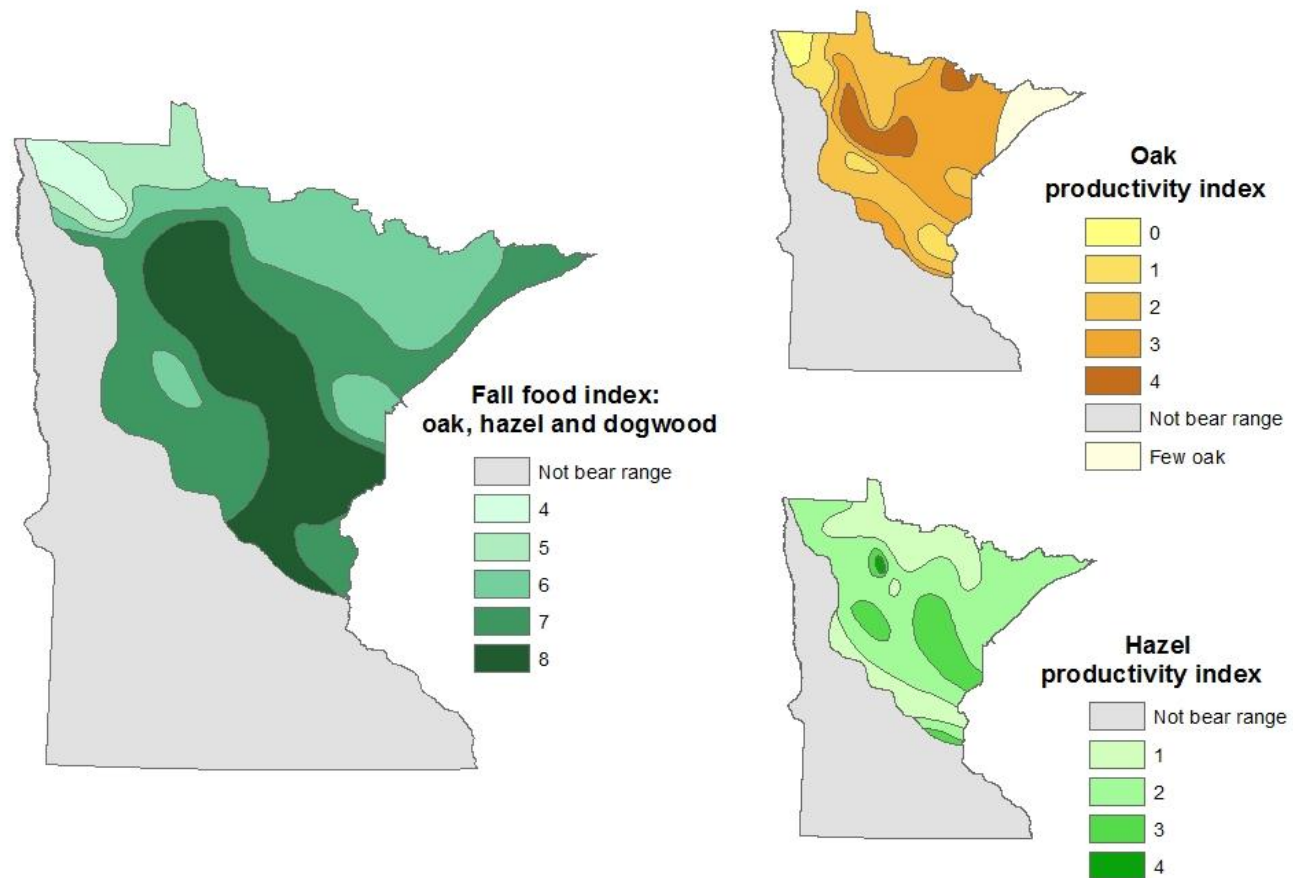 Fall food index:
oak, hazel and dogwood
Not bear range
4
5
6
7
8
Oak
productivity index
0
1
2
3
4
Not bear range
Few oak
Hazel
productivity index
Not bear range
1
2
3
4